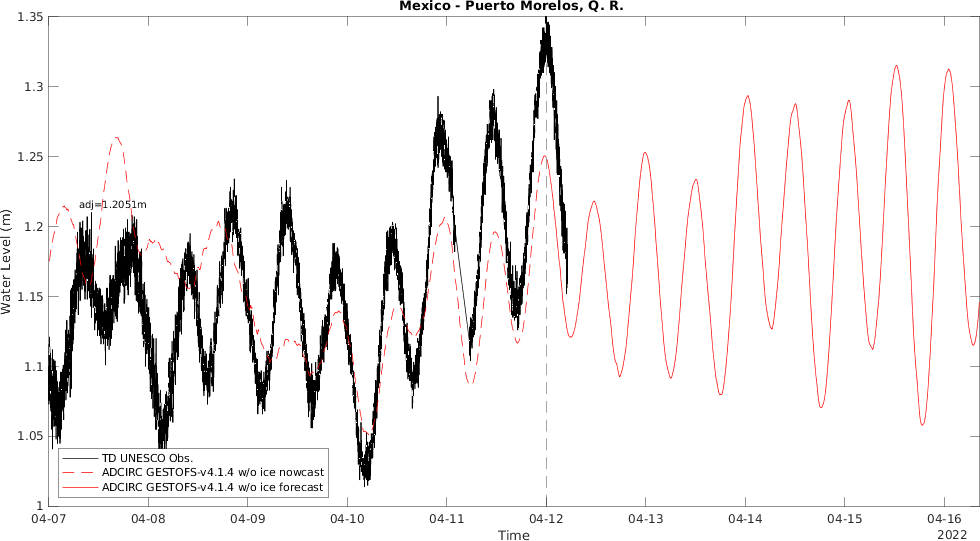 Mexico - Puerto Morelos, Q. R.
1.35
1.3
1.25
1.2
1.15
1.1
1.05
1
Water Level (m)
adj=1.2051m
TD UNESCO Obs.
ADCIRC GESTOFS-v4.1.4 w/o ice nowcast
ADCIRC GESTOFS-v4.1.4 w/o ice forecast
04-07 04-08 04-09 04-10 04-11 04-12 04-13 04-14 04-15 04-16
Time
2022